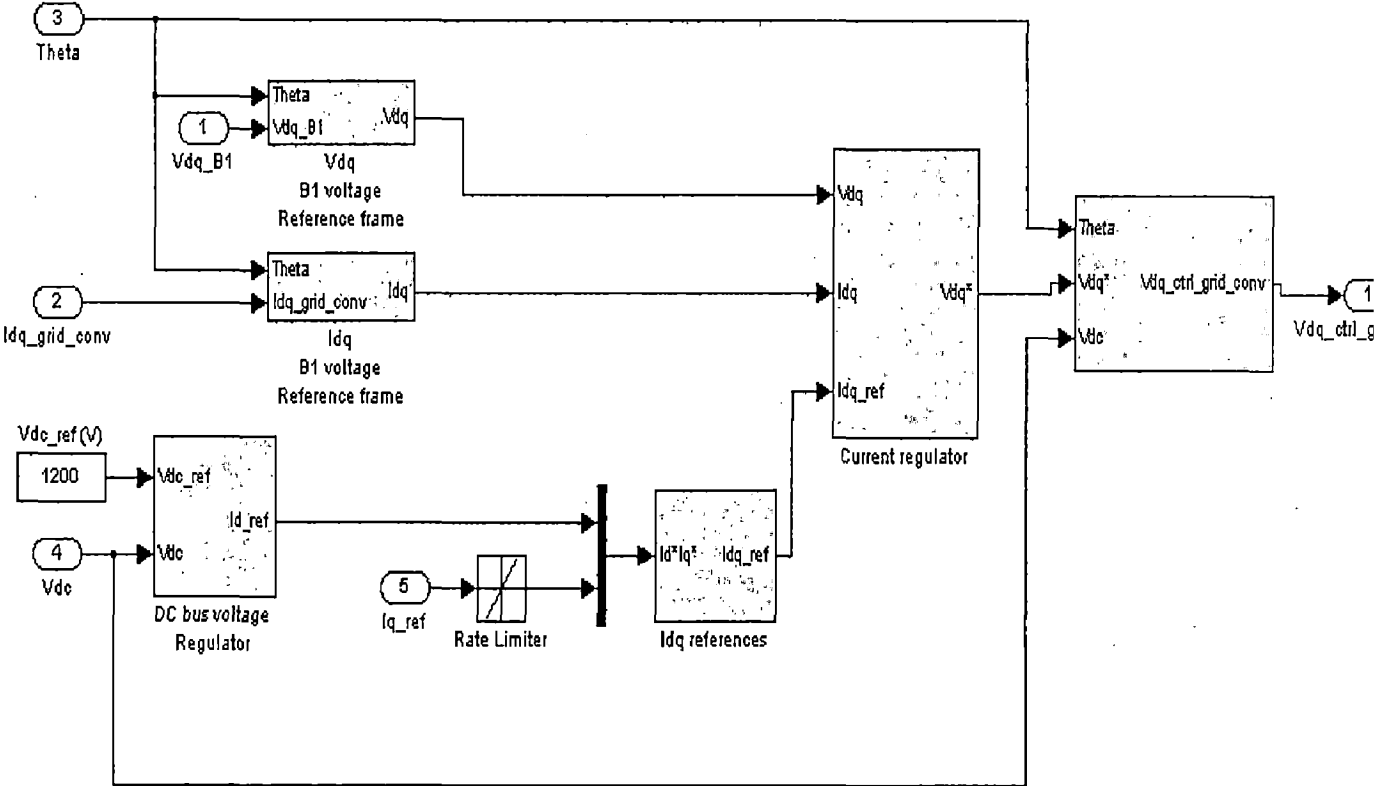 3
Theta
Theta
Vdq_B1
Vdq
1
Vdq_B1
Vdq
B1 voltage
Reference frame
Theta
Idq_grid_conv
Idq
2
Idq_grid_conv
Idq
B1 voltage
Reference frame
Vdq
Idq
Idq_ref
Vdq*
Current regulator
Theta
Vdq*
Vdc
Vdq_ctrl_grid_conv
1
Vdq_ctrl_g
Vdc_ref (V)
1200
Vdc_ref
Vdc
Id_ref
4
Vdc
DC bus voltage
Regulator
5
Iq_ref
Rate Limiter
Id*Iq*
Idq_ref
Idq references